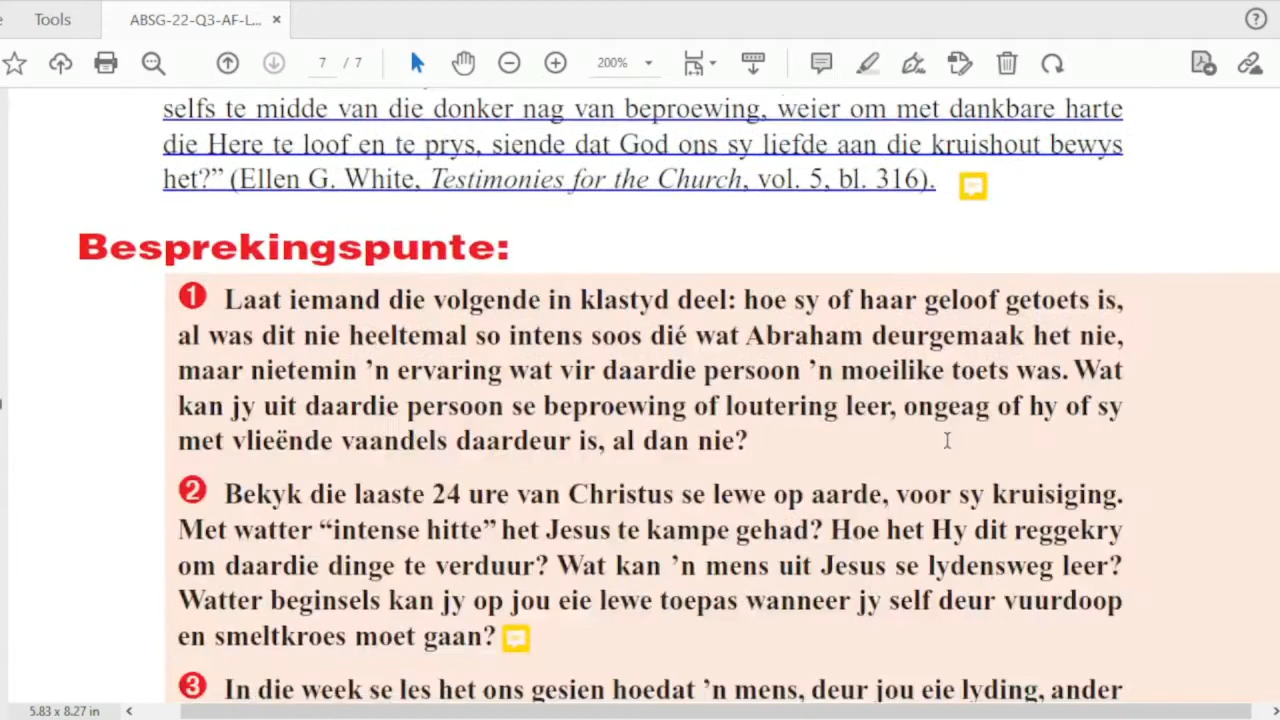 Tools
ABSG-22-Q3-AF-L... ×
7 / 7
200%
selfs te midde van die donker nag van beproewing, weier om met dankbare harte
die Here te loof en te prys, siende dat God ons sy liefde aan die kruishout bewys
het?” (Ellen G. White, Testimonies for the Church, vol. 5, bl. 316).
Besprekingspunte:
1 Laat iemand die volgende in klastyd deel: hoe sy of haar geloof getoets is,
al was dit nie heeltemal so intens soos dié wat Abraham deurgemaak het nie,
maar nietemin ’n ervaring wat vir daardie persoon ’n moeilike toets was. Wat
kan jy uit daardie persoon se beproewing of loutering leer, ongeag of hy of sy
met vlieënde vaandels daardeur is, al dan nie?
2 Bekyk die laaste 24 ure van Christus se lewe op aarde, voor sy kruisiging.
Met watter “intense hitte” het Jesus te kampe gehad? Hoe het Hy dit reggekry
om daardie dinge te verduur? Wat kan ’n mens uit Jesus se lydensweg leer?
Watter beginsels kan jy op jou eie lewe toepas wanneer jy self deur vuurdoop
en smeltkroes moet gaan?
3 In die week se les het ons gesien hoedat ’n mens, deur jou eie lyding, ander
5.83 x 8.27 in